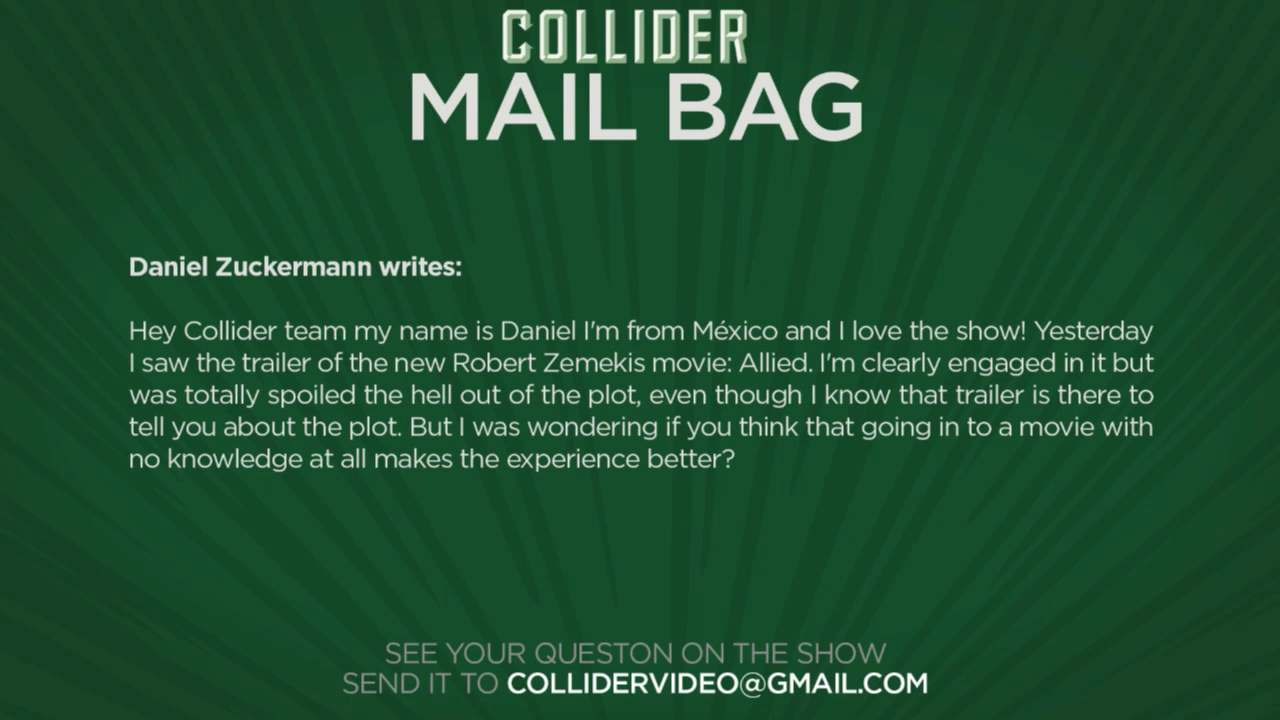 COLLIDER
MAIL BAG
Daniel Zuckermann writes:
Hey Collider team my name is Daniel I'm from México and I love the show! Yesterday
I saw the trailer of the new Robert Zemekis movie: Allied. I'm clearly engaged in it but
was totally spoiled the hell out of the plot, even though I know that trailer is there to
tell you about the plot. But I was wondering if you think that going in to a movie with
no knowledge at all makes the experience better?
SEE YOUR QUESTON ON THE SHOW
SEND IT TO COLLIDERVIDEO@GMAIL.COM